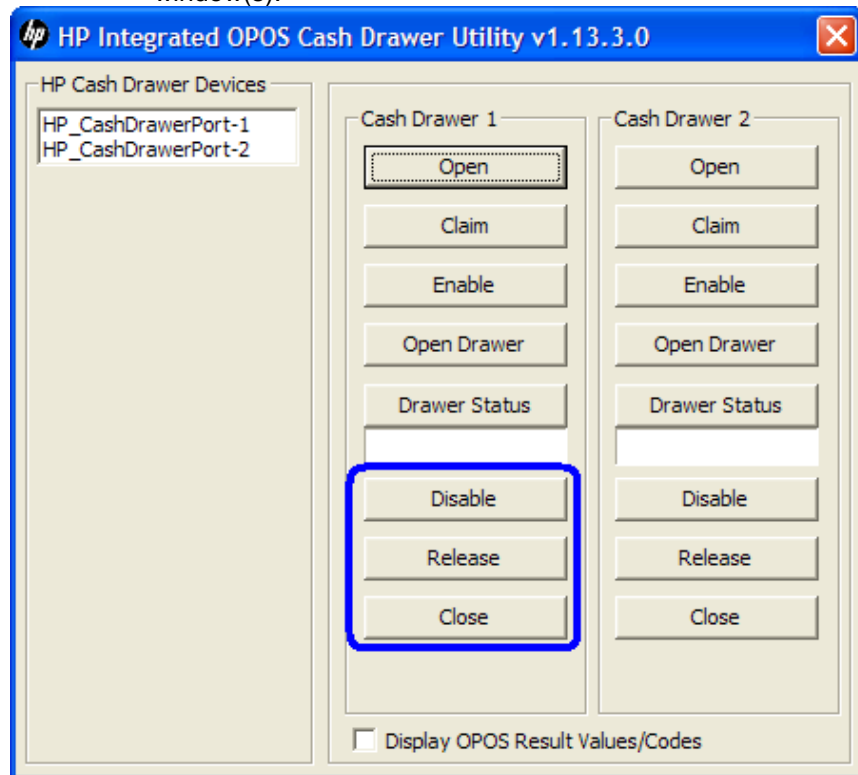 window(s).
hp HP Integrated OPOS Cash Drawer Utility v1.13.3.0
HP Cash Drawer Devices
HP_CashDrawerPort-1
HP_CashDrawerPort-2
Cash Drawer 1
Open
Claim
Enable
Open Drawer
Drawer Status
Disable
Release
Close
Cash Drawer 2
Open
Claim
Enable
Open Drawer
Drawer Status
Disable
Release
Close
Display OPOS Result Values/Codes